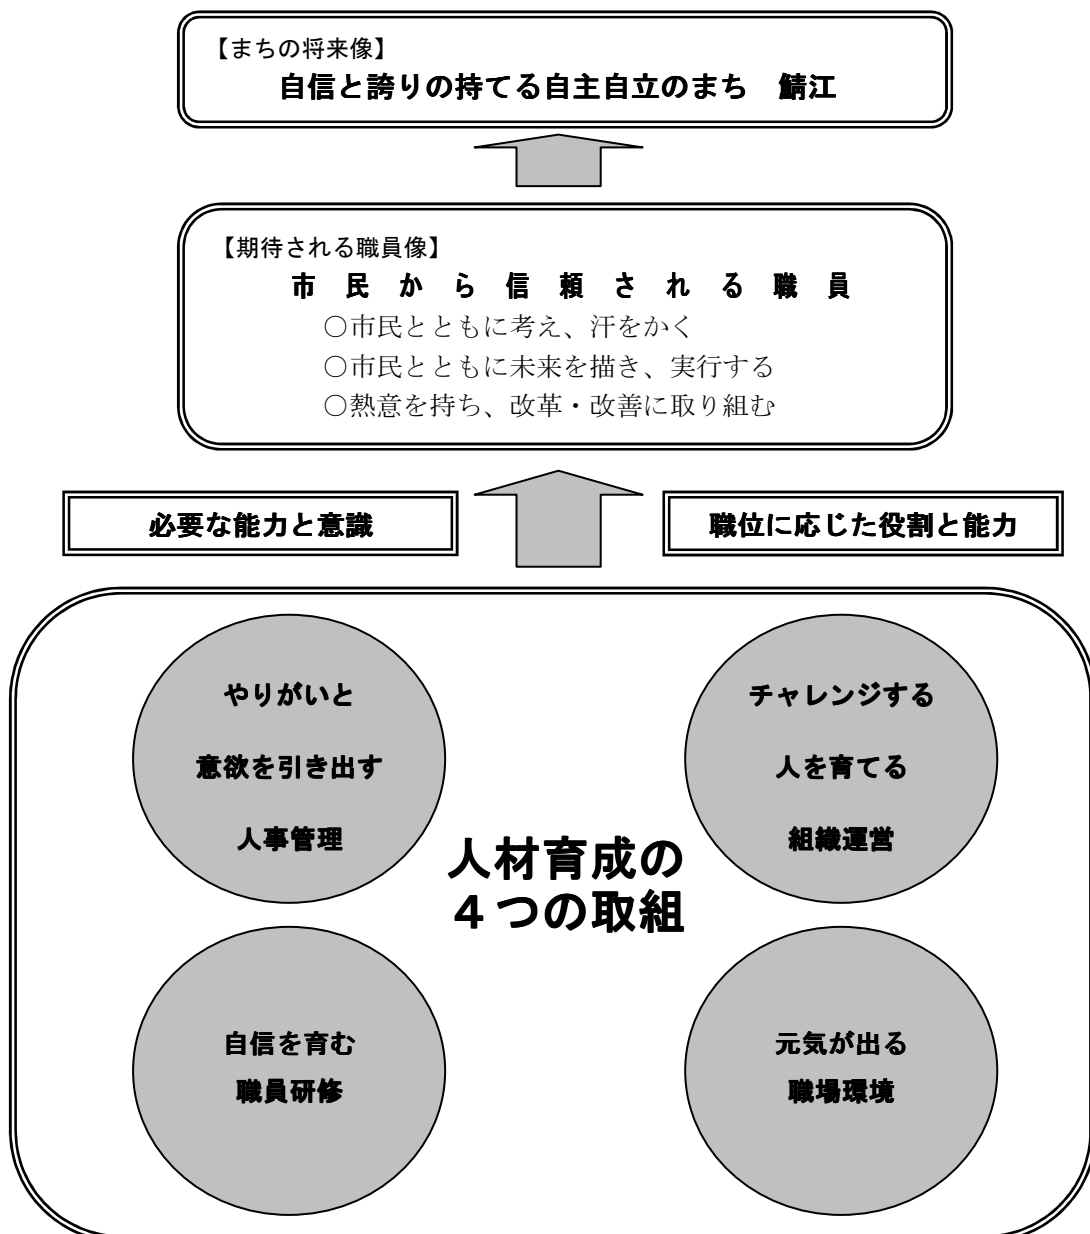 【まちの将来像】
自信と誇りの持てる自主自立のまち　鯖江
【期待される職員像】
市民から信頼される職員
○市民とともに考え、汗をかく
○市民とともに未来を描き、実行する
○熱意を持ち、改革・改善に取り組む
必要な能力と意識
職位に応じた役割と能力
やりがいと
意欲を引き出す
人事管理
チャレンジする
人を育てる
組織運営
人材育成の
４つの取組
自信を育む
職員研修
元気が出る
職場環境